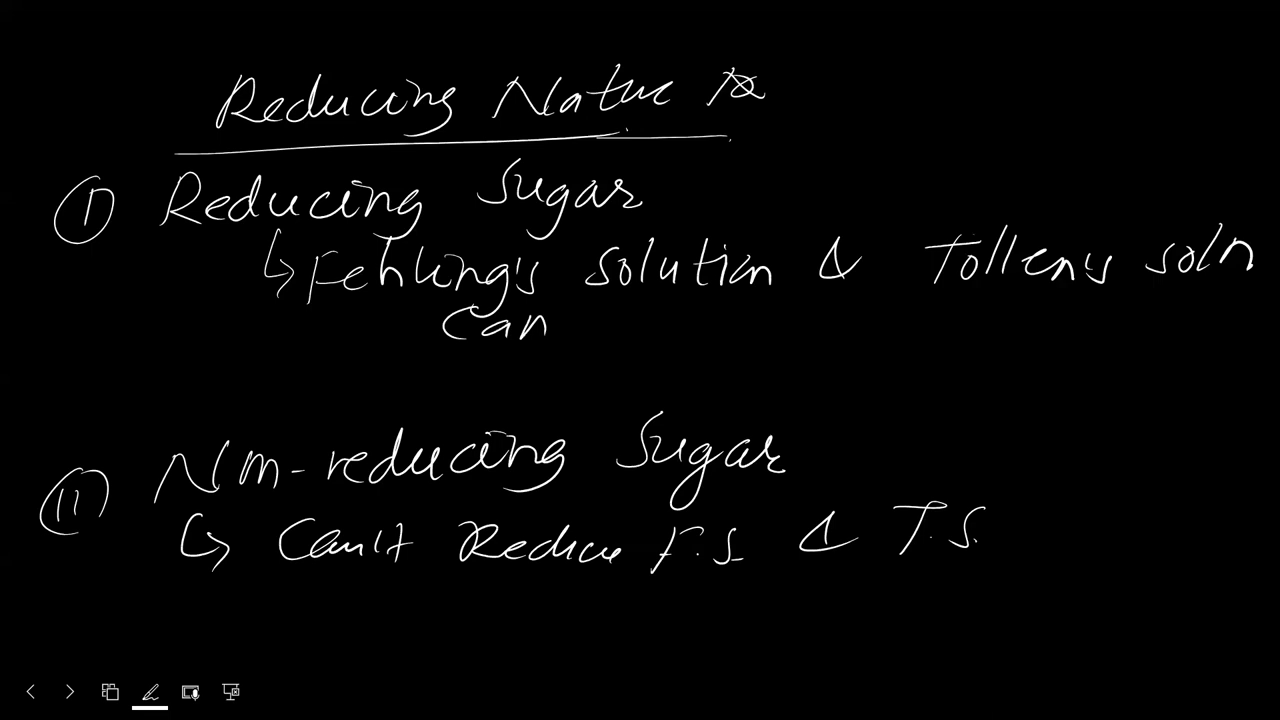 Reducing Nature ☆
(I) Reducing Sugar
↳ Fehling's solution & Tollen's soln
can
(II) Non-reducing Sugar
↳ Can't Reduce F.S. & T.S.